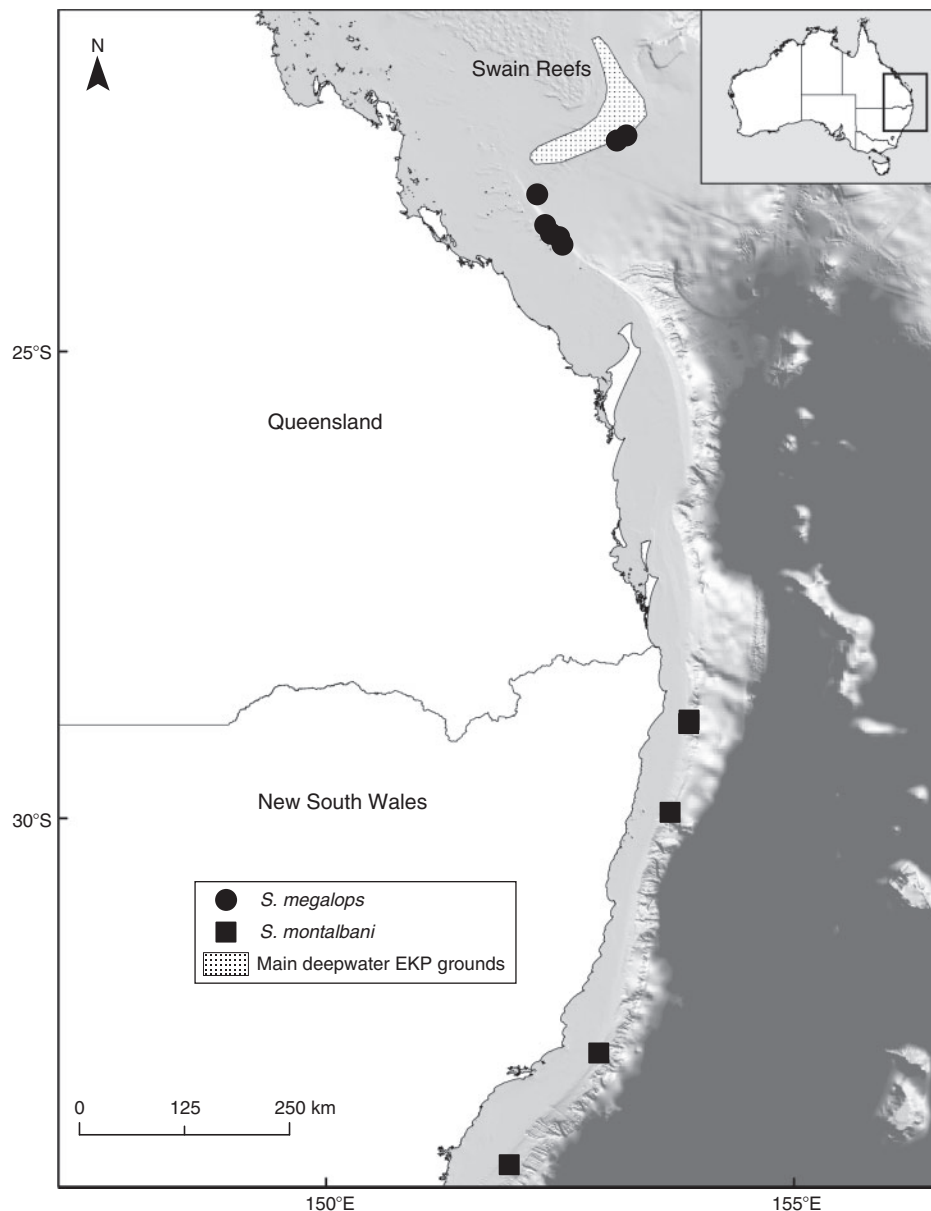 N
Swain Reefs
25°S
Queensland
New South Wales
30°S
S. megalops
S. montalbani
Main deepwater EKP grounds
0 125 250 km
150°E 155°E